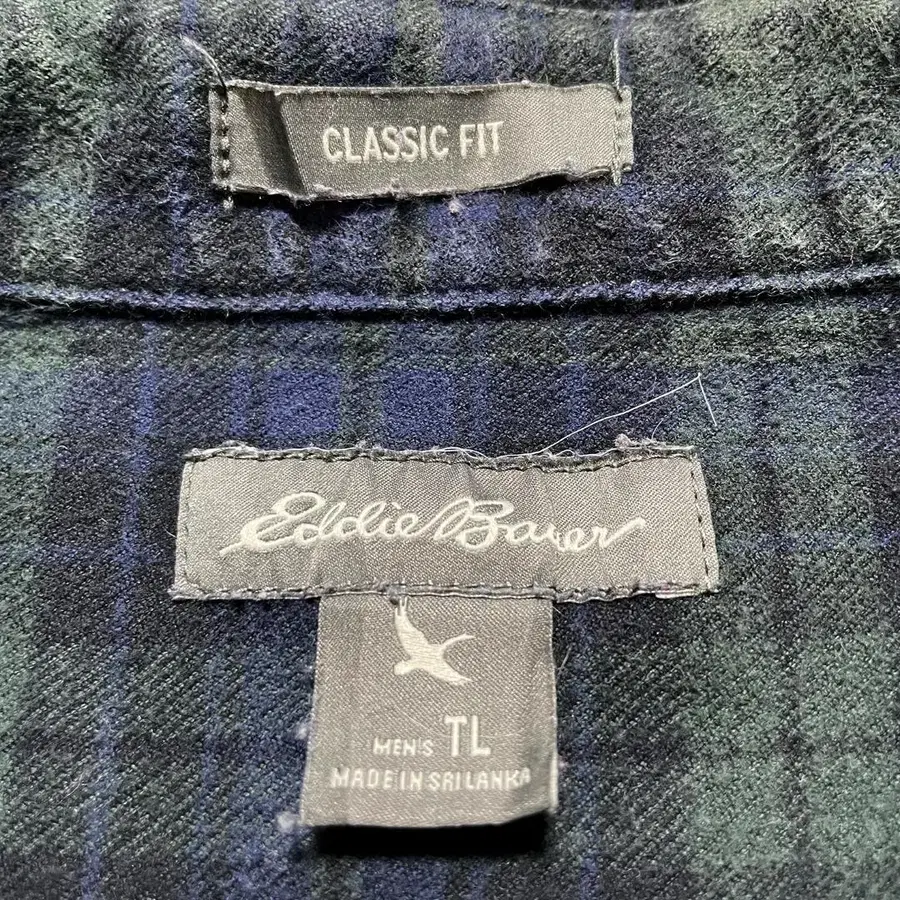 CLASSIC FIT
Eddie Bauer
MEN'S TL
MADE IN SRI LANKA